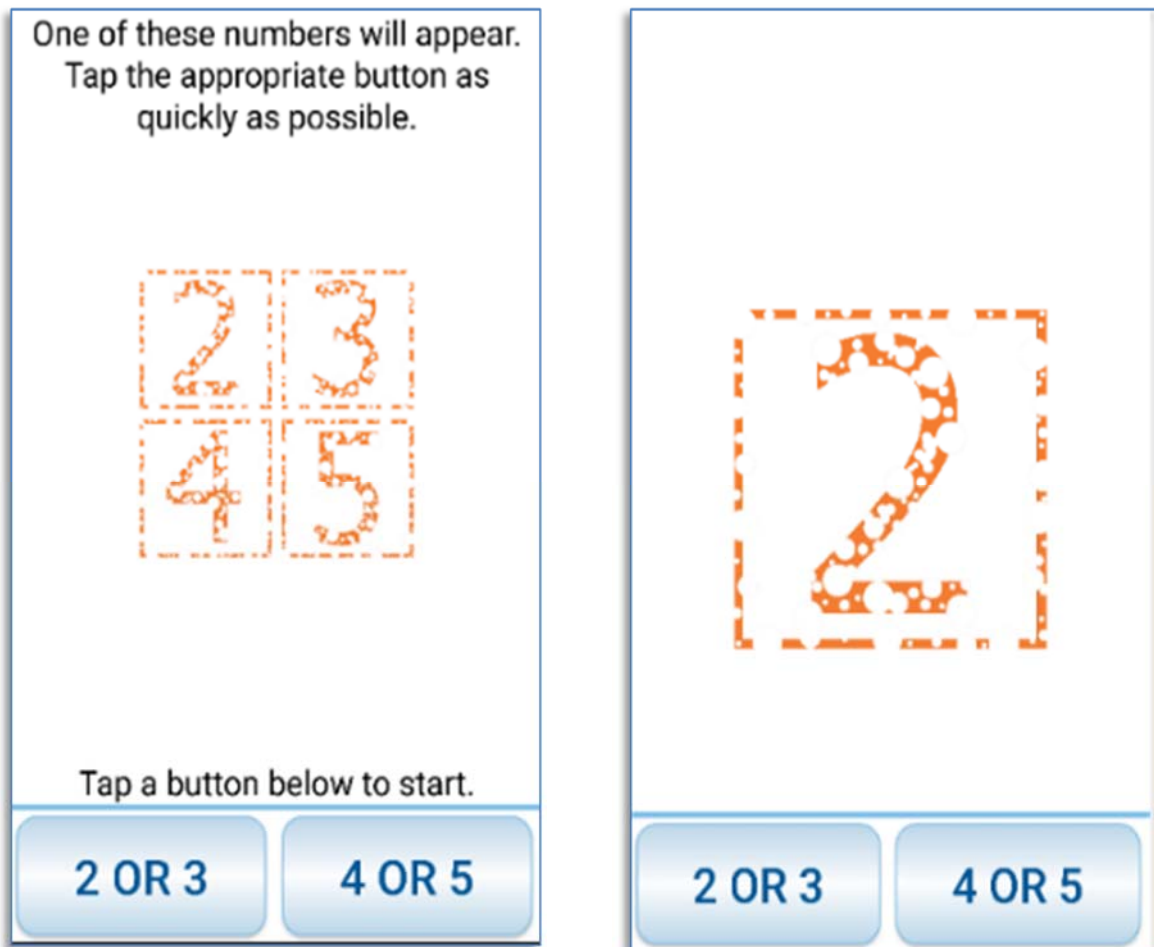 One of these numbers will appear.
Tap the appropriate button as
quickly as possible.
2 3
4 5
Tap a button below to start.
2 OR 3 4 OR 5
2
2 OR 3 4 OR 5